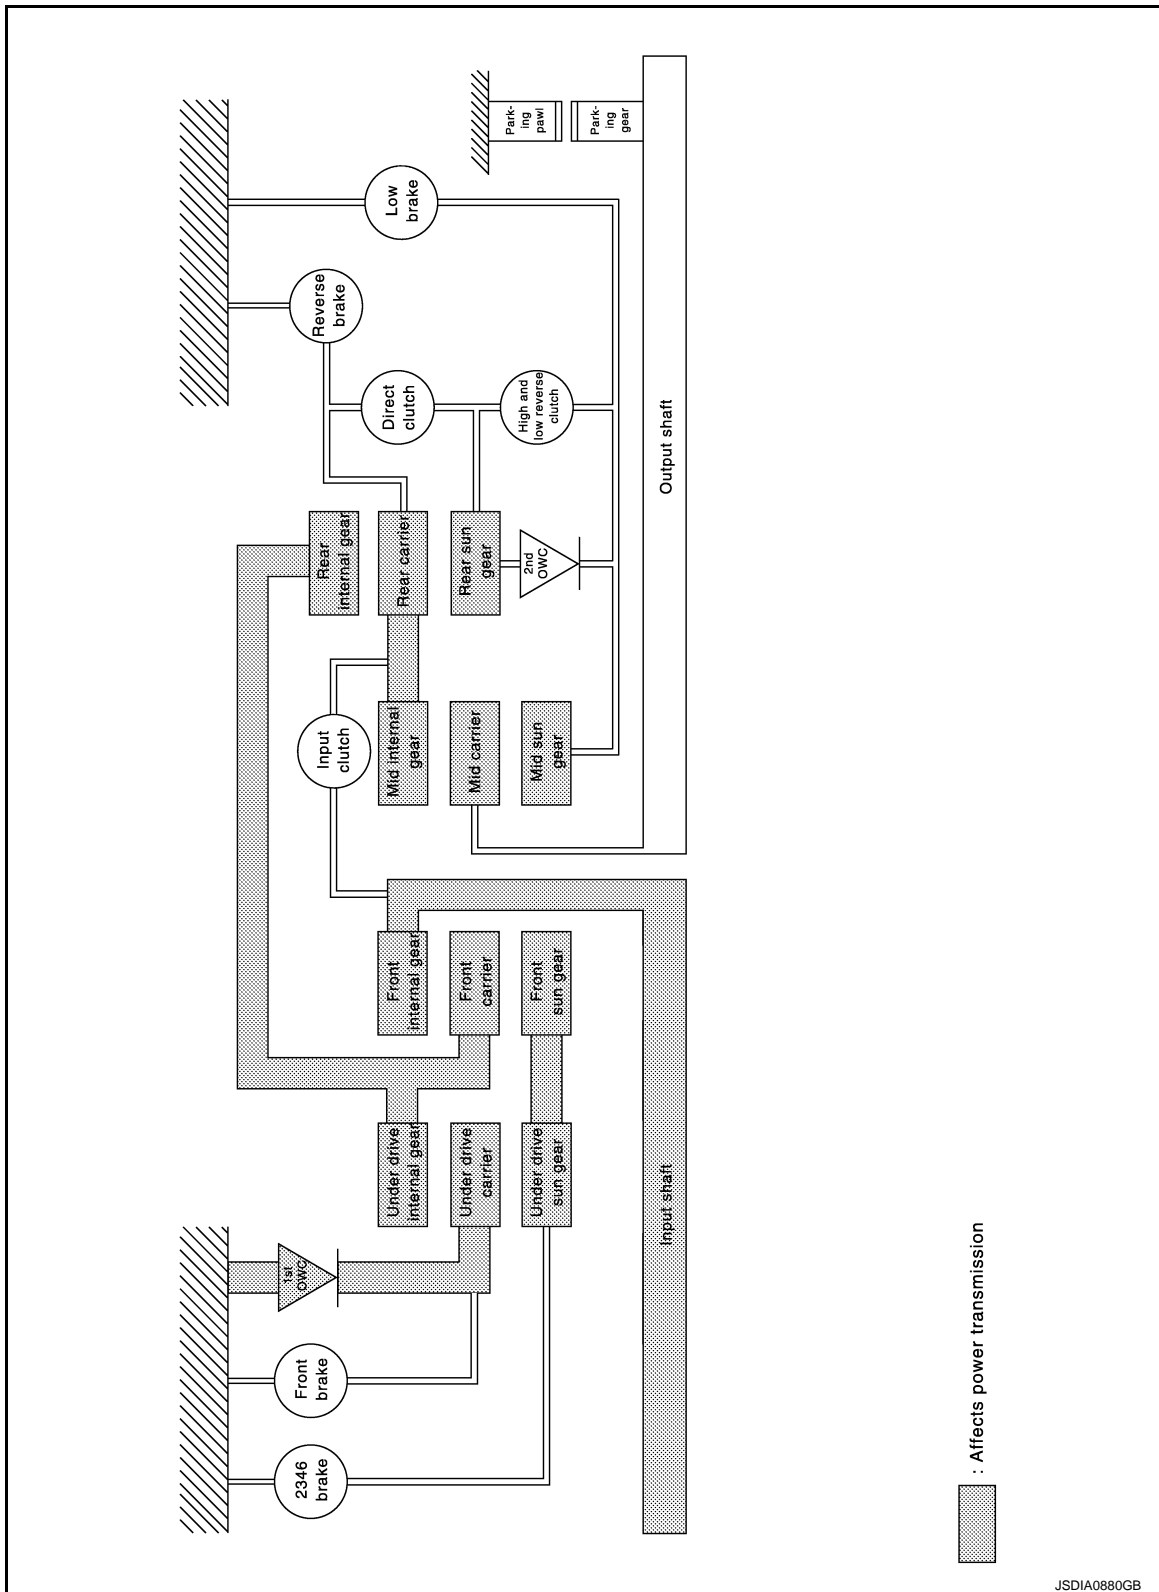 Park-
ing
pawl
Park-
ing
gear
Low
brake
Reverse
brake
Direct
clutch
High and
low reverse
clutch
Output shaft
Rear
internal gear
Rear carrier
Rear sun
gear
2nd
OWC
Input
clutch
Mid internal
gear
Mid carrier
Mid sun
gear
Front
internal gear
Front
carrier
Front
sun gear
Under drive
internal gear
Under drive
carrier
Under drive
sun gear
Input shaft
1st
OWC
Front
brake
2346
brake
: Affects power transmission
JSDIA0880GB